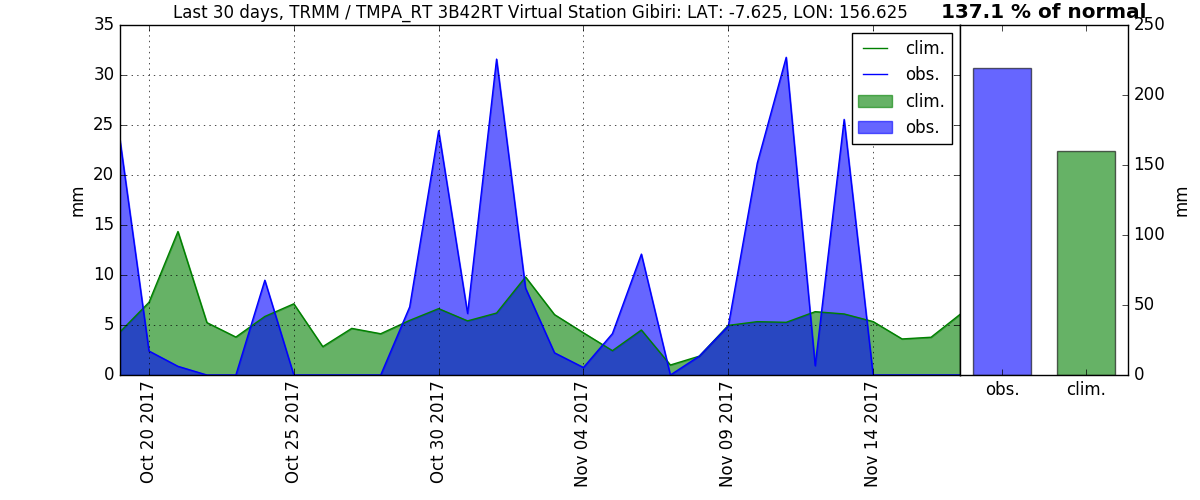 Last 30 days, TRMM / TMPA_RT 3B42RT Virtual Station Gibiri: LAT: -7.625, LON: 156.625
137.1 % of normal
35
30
25
20
15
10
5
0
mm
clim.
obs.
clim.
obs.
Oct 20 2017
Oct 25 2017
Oct 30 2017
Nov 04 2017
Nov 09 2017
Nov 14 2017
250
200
150
100
50
0
mm
obs.
clim.